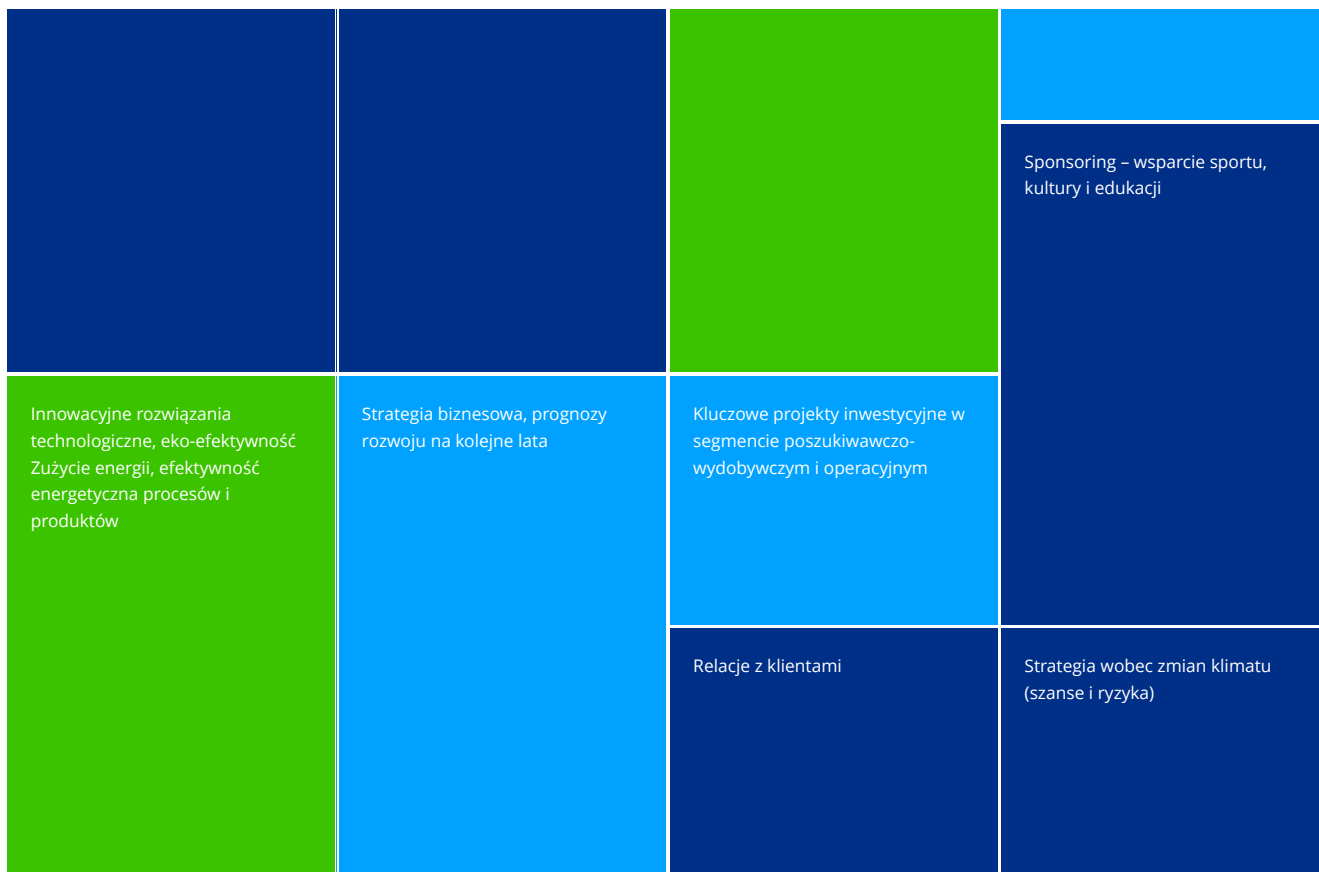 Sponsoring – wsparcie sportu,
kultury i edukacji
Innowacyjne rozwiązania
technologiczne, eko-efektywność
Zużycie energii, efektywność
energetyczna procesów i
produktów
Strategia biznesowa, prognozy
rozwoju na kolejne lata
Kluczowe projekty inwestycyjne w
segmencie poszukiwawczo-
wydobywczym i operacyjnym
Relacje z klientami
Strategia wobec zmian klimatu
(szanse i ryzyka)